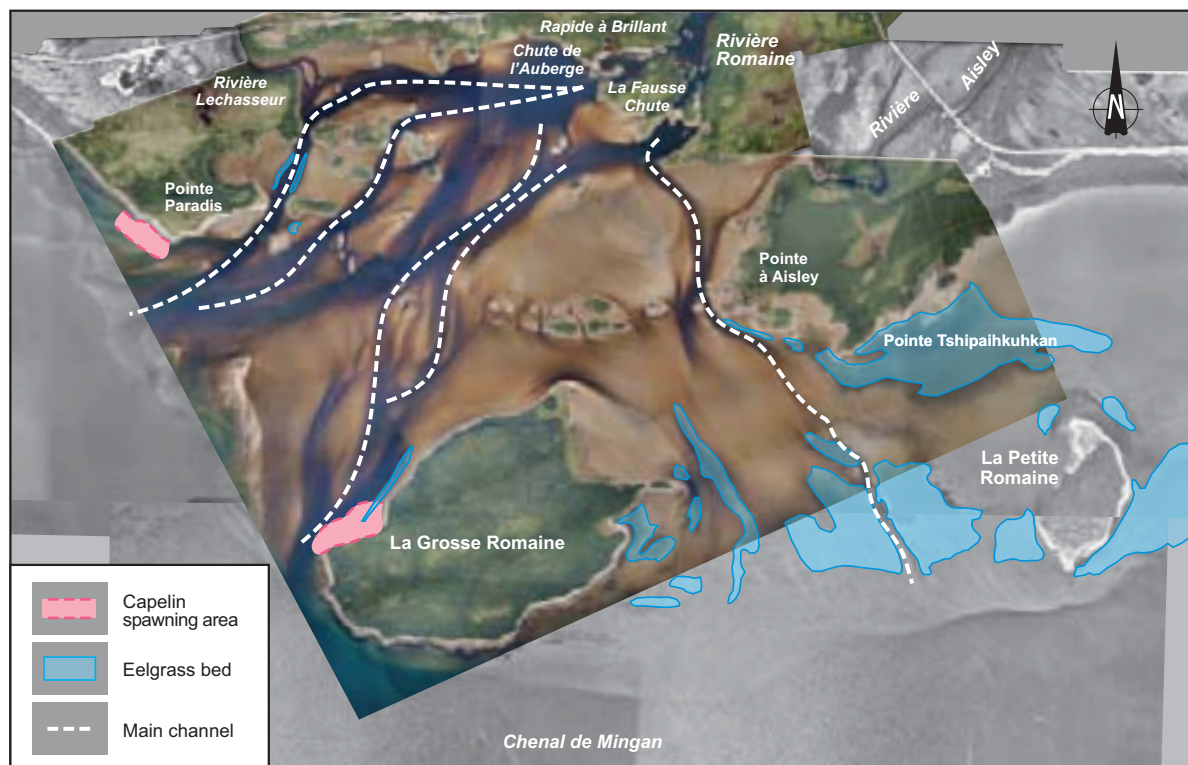 Rapide à Brillant
Chute de
l'Auberge
Rivière
Romaine
La Fausse
Chute
Rivière
Lechasseur
Rivière Aisley
N
Pointe
Paradis
Pointe
à Aisley
Pointe Tshipaihkuhkan
La Petite
Romaine
La Grosse Romaine
Capelin
spawning area
Eelgrass bed
Main channel
Chenal de Mingan